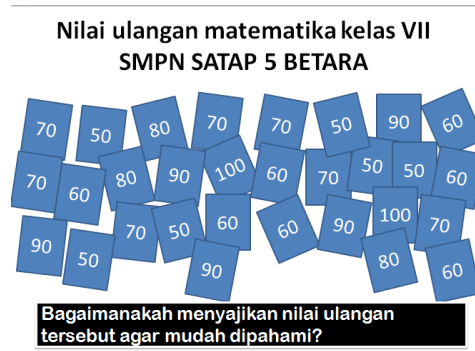 Nilai ulangan matematika kelas VII
SMPN SATAP 5 BETARA
70 50 80 70 70 50 90 60
70 60 80 90 100 60 70 50 50 60
90 50 70 50 60 90 60 90 100 80 70 60
Bagaimanakah menyajikan nilai ulangan
tersebut agar mudah dipahami?